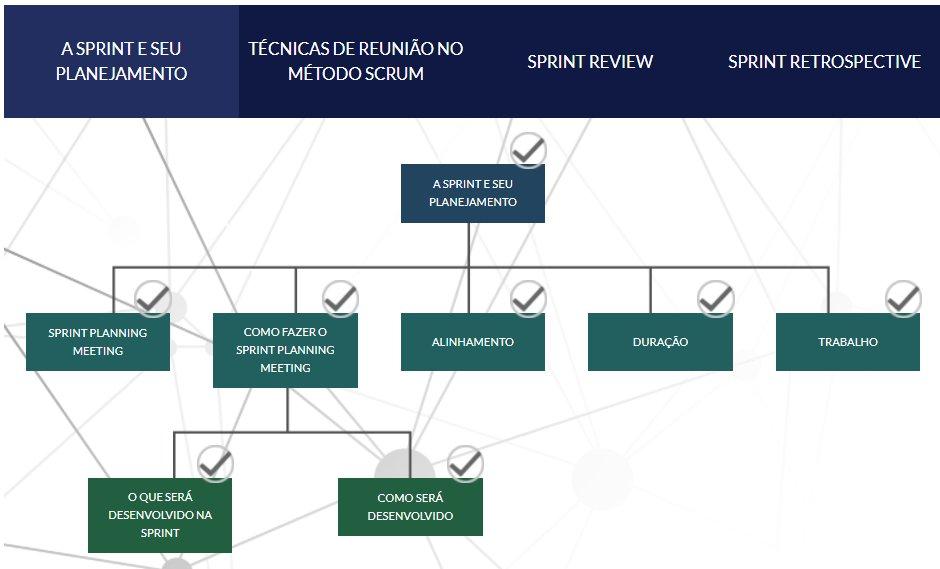 A SPRINT E SEU
PLANEJAMENTO
TÉCNICAS DE REUNIÃO NO
MÉTODO SCRUM
SPRINT REVIEW
SPRINT RETROSPECTIVE
A SPRINT E SEU
PLANEJAMENTO
SPRINT PLANNING
MEETING
COMO FAZER O
SPRINT PLANNING
MEETING
ALINHAMENTO
DURAÇÃO
TRABALHO
O QUE SERÁ
DESENVOLVIDO NA
SPRINT
COMO SERÁ
DESENVOLVIDO